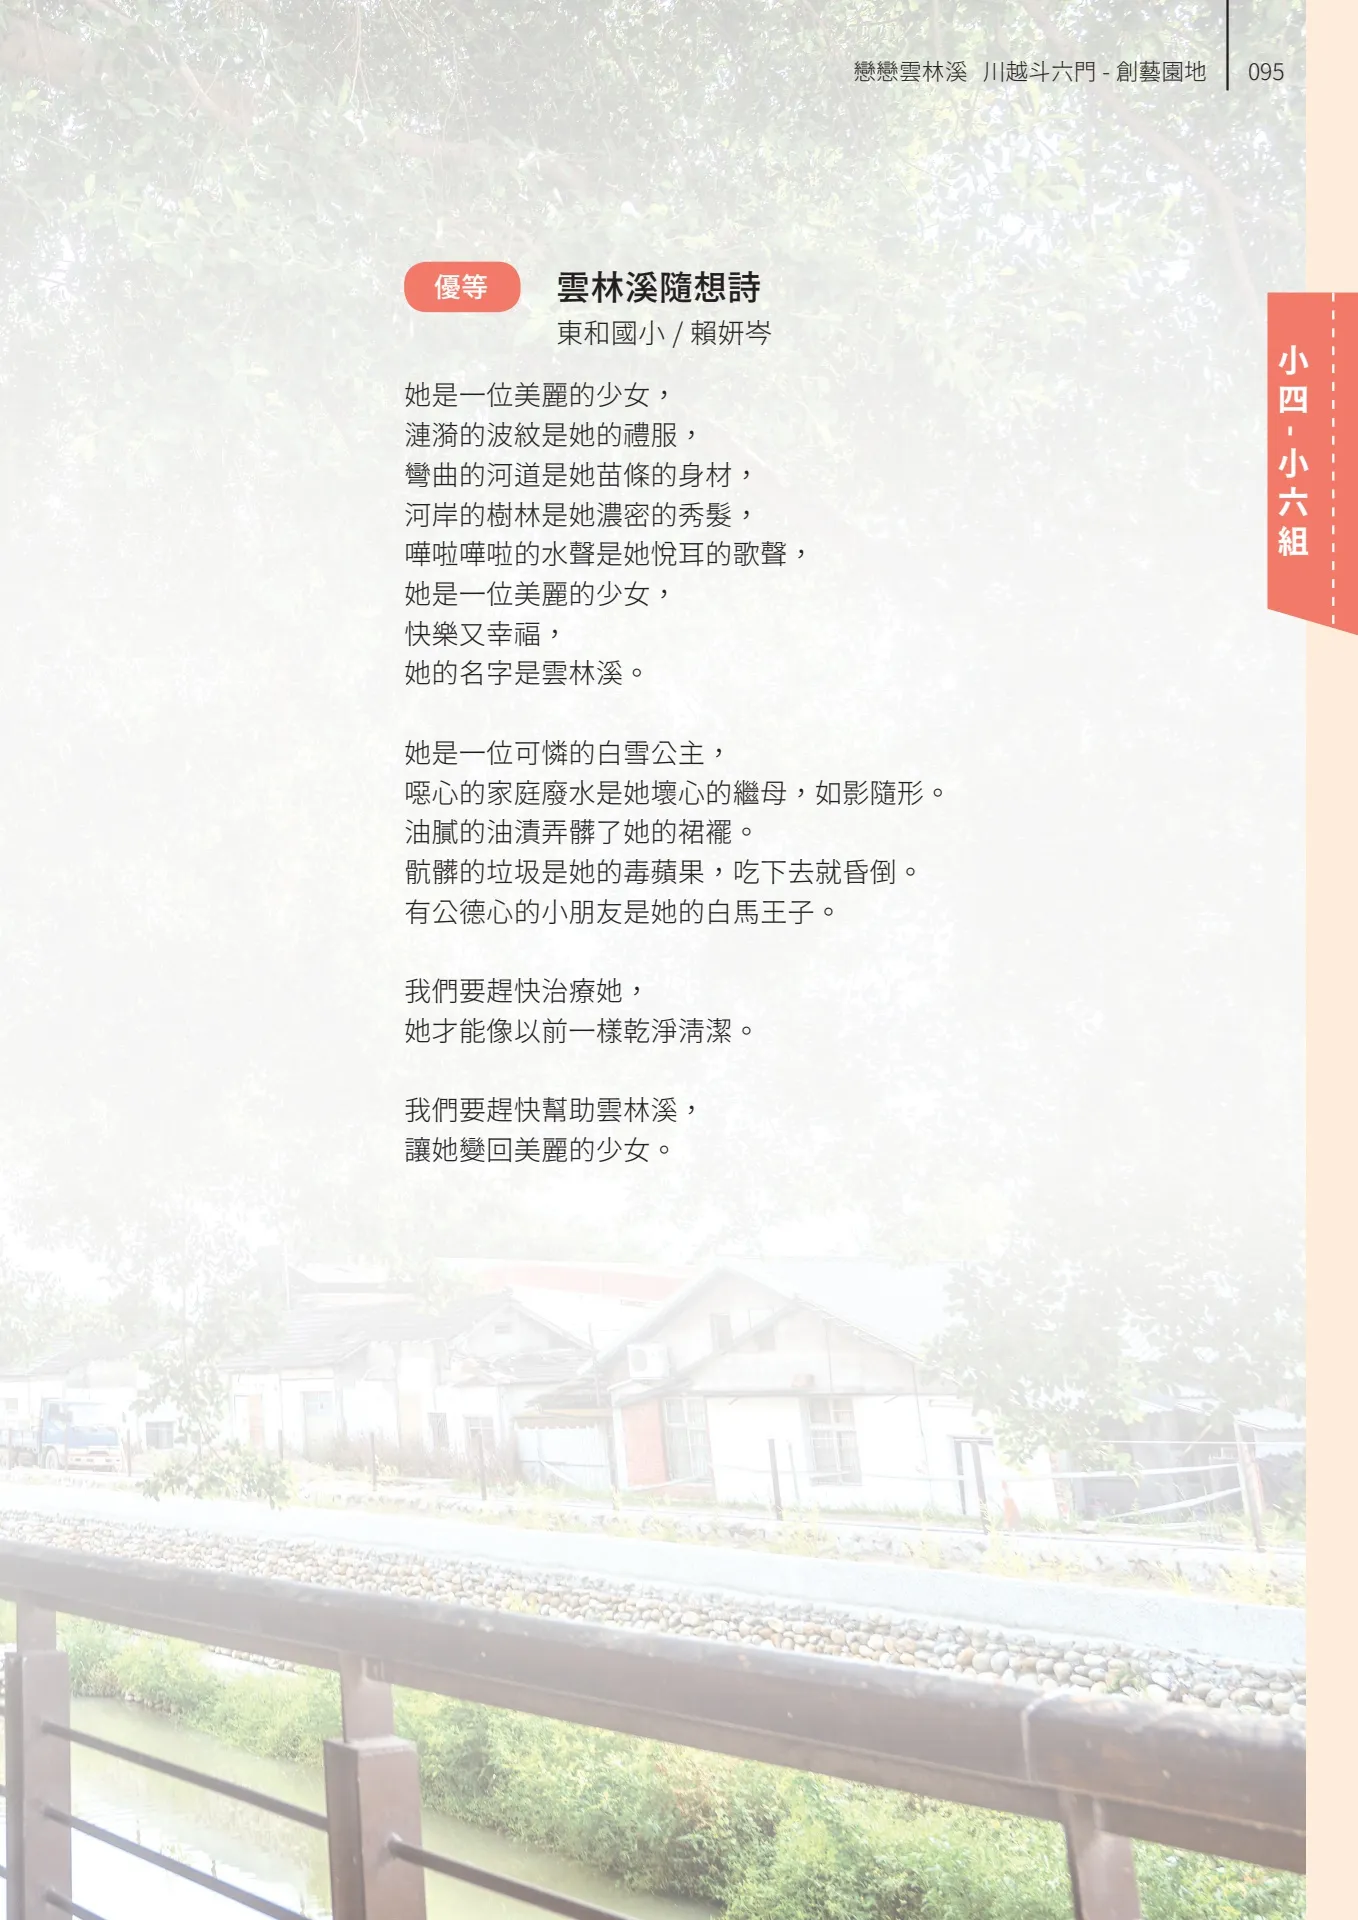 戀戀雲林溪 川越斗六門 - 創藝園地
095
優等
雲林溪隨想詩
東和國小 / 賴妍岑
她是一位美麗的少女，
漣漪的波紋是她的禮服，
彎曲的河道是她苗條的身材，
河岸的樹林是她濃密的秀髮，
嘩啦嘩啦的水聲是她悅耳的歌聲，
她是一位美麗的少女，
快樂又幸福，
她的名字是雲林溪。
她是一位可憐的白雪公主，
噁心的家庭廢水是她壞心的繼母，如影隨形。
油膩的油漬弄髒了她的裙襬。
骯髒的垃圾是她的毒蘋果，吃下去就昏倒。
有公德心的小朋友是她的白馬王子。
我們要趕快治療她，
她才能像以前一樣乾淨清潔。
我們要趕快幫助雲林溪，
讓她變回美麗的少女。
小四-小六組